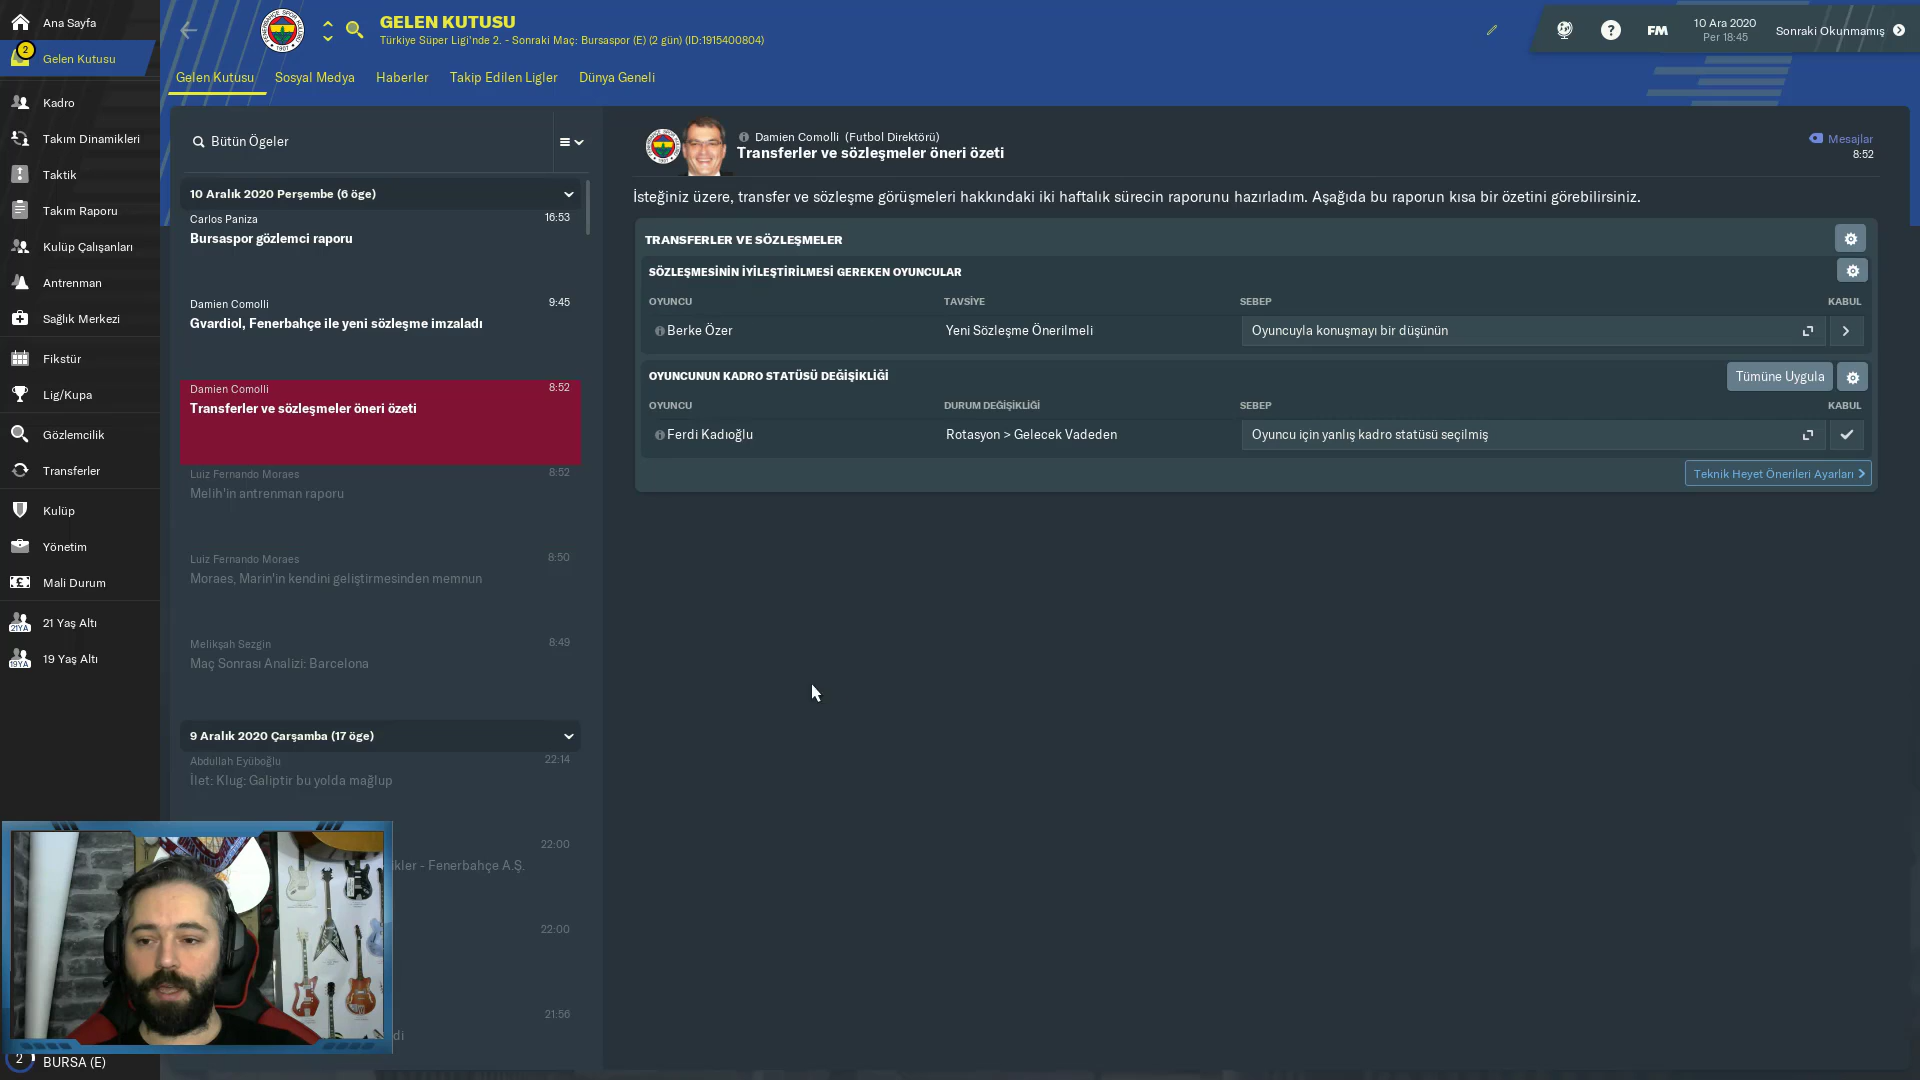 Ana Sayfa
2
Gelen Kutusu
Kadro
Takım Dinamikleri
Taktik
Takım Raporu
Kulüp Çalışanları
Antrenman
Sağlık Merkezi
Fikstür
Lig/Kupa
Gözlemcilik
Transferler
Kulüp
Yönetim
Mali Durum
21YA
21 Yaş Altı
19YA
19 Yaş Altı
2
BURSA (E)
GELEN KUTUSU
Türkiye Süper Ligi'nde 2. - Sonraki Maç: Bursaspor (E) (2 gün) (ID:1915400804)
FM
10 Ara 2020
Per 18:45
Sonraki Okunmamış
Gelen Kutusu
Sosyal Medya
Haberler
Takip Edilen Ligler
Dünya Geneli
Bütün Ögeler
10 Aralık 2020 Perşembe (6 öge)
Carlos Paniza 16:53
Bursaspor gözlemci raporu
Damien Comolli 9:45
Gvardiol, Fenerbahçe ile yeni sözleşme imzaladı
Damien Comolli 8:52
Transferler ve sözleşmeler öneri özeti
Luiz Fernando Moraes 8:52
Melih'in antrenman raporu
Luiz Fernando Moraes 8:50
Moraes, Marin'in kendini geliştirmesinden memnun
Melikşah Sezgin 8:49
Maç Sonrası Analizi: Barcelona
9 Aralık 2020 Çarşamba (17 öge)
Abdullah Eyüboğlu 22:14
İlet: Klug: Galiptir bu yolda mağlup
22:00
ikler - Fenerbahçe A.Ş.
22:00
21:56
di
Damien Comolli (Futbol Direktörü)
Transferler ve sözleşmeler öneri özeti
Mesajlar
8:52
İsteğiniz üzere, transfer ve sözleşme görüşmeleri hakkındaki iki haftalık sürecin raporunu hazırladım. Aşağıda bu raporun kısa bir özetini görebilirsiniz.
TRANSFERLER VE SÖZLEŞMELER
SÖZLEŞMESİNİN İYİLEŞTİRİLMESİ GEREKEN OYUNCULAR
OYUNCU TAVSİYE SEBEP KABUL
Berke Özer Yeni Sözleşme Önerilmeli Oyuncuyla konuşmayı bir düşünün
OYUNCUNUN KADRO STATÜSÜ DEĞİŞİKLİĞİ
Tümüne Uygula
OYUNCU DURUM DEĞİŞİKLİĞİ SEBEP KABUL
Ferdi Kadıoğlu Rotasyon > Gelecek Vadeden Oyuncu için yanlış kadro statüsü seçilmiş
Teknik Heyet Önerileri Ayarları